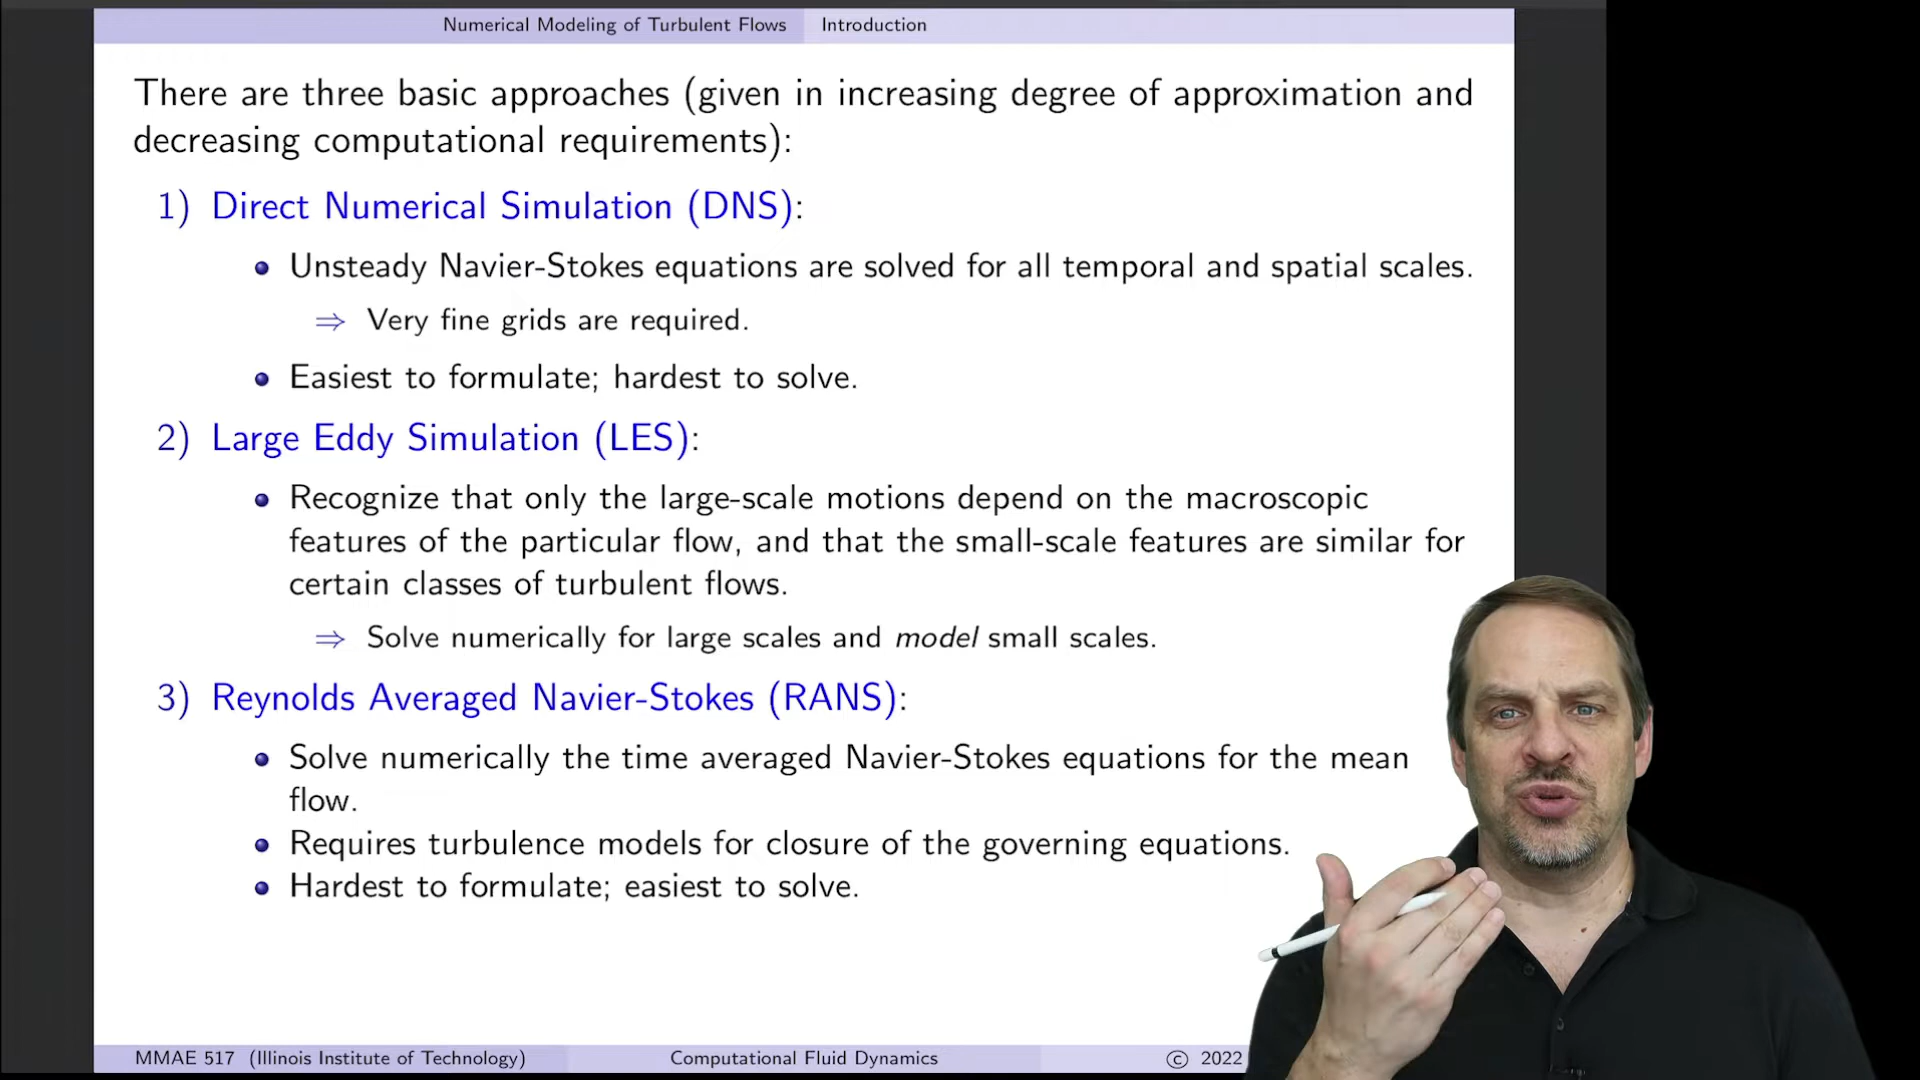 Numerical Modeling of Turbulent Flows Introduction
There are three basic approaches (given in increasing degree of approximation and
decreasing computational requirements):
1) Direct Numerical Simulation (DNS):
• Unsteady Navier-Stokes equations are solved for all temporal and spatial scales.
⇒ Very fine grids are required.
• Easiest to formulate; hardest to solve.
2) Large Eddy Simulation (LES):
• Recognize that only the large-scale motions depend on the macroscopic
features of the particular flow, and that the small-scale features are similar for
certain classes of turbulent flows.
⇒ Solve numerically for large scales and model small scales.
3) Reynolds Averaged Navier-Stokes (RANS):
• Solve numerically the time averaged Navier-Stokes equations for the mean
flow.
• Requires turbulence models for closure of the governing equations.
• Hardest to formulate; easiest to solve.
MMAE 517 (Illinois Institute of Technology) Computational Fluid Dynamics © 2022